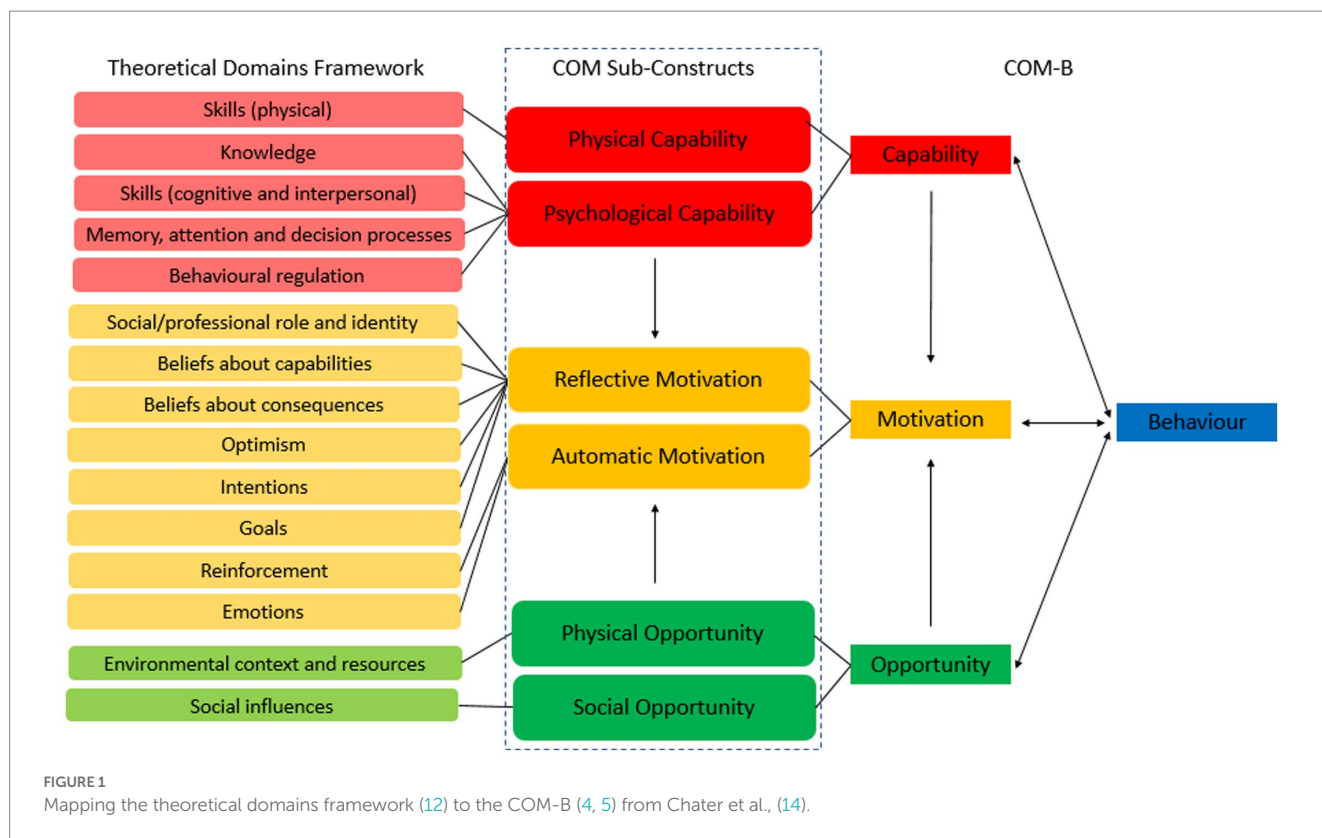 Theoretical Domains Framework
COM Sub-Constructs
COM-B
Skills (physical)
Knowledge
Skills (cognitive and interpersonal)
Memory, attention and decision processes
Behavioural regulation
Social/professional role and identity
Beliefs about capabilities
Beliefs about consequences
Optimism
Intentions
Goals
Reinforcement
Emotions
Environmental context and resources
Social influences
Physical Capability
Psychological Capability
Reflective Motivation
Automatic Motivation
Physical Opportunity
Social Opportunity
Capability
Motivation
Opportunity
Behaviour
FIGURE 1
Mapping the theoretical domains framework (12) to the COM-B (4, 5) from Chater et al., (14).